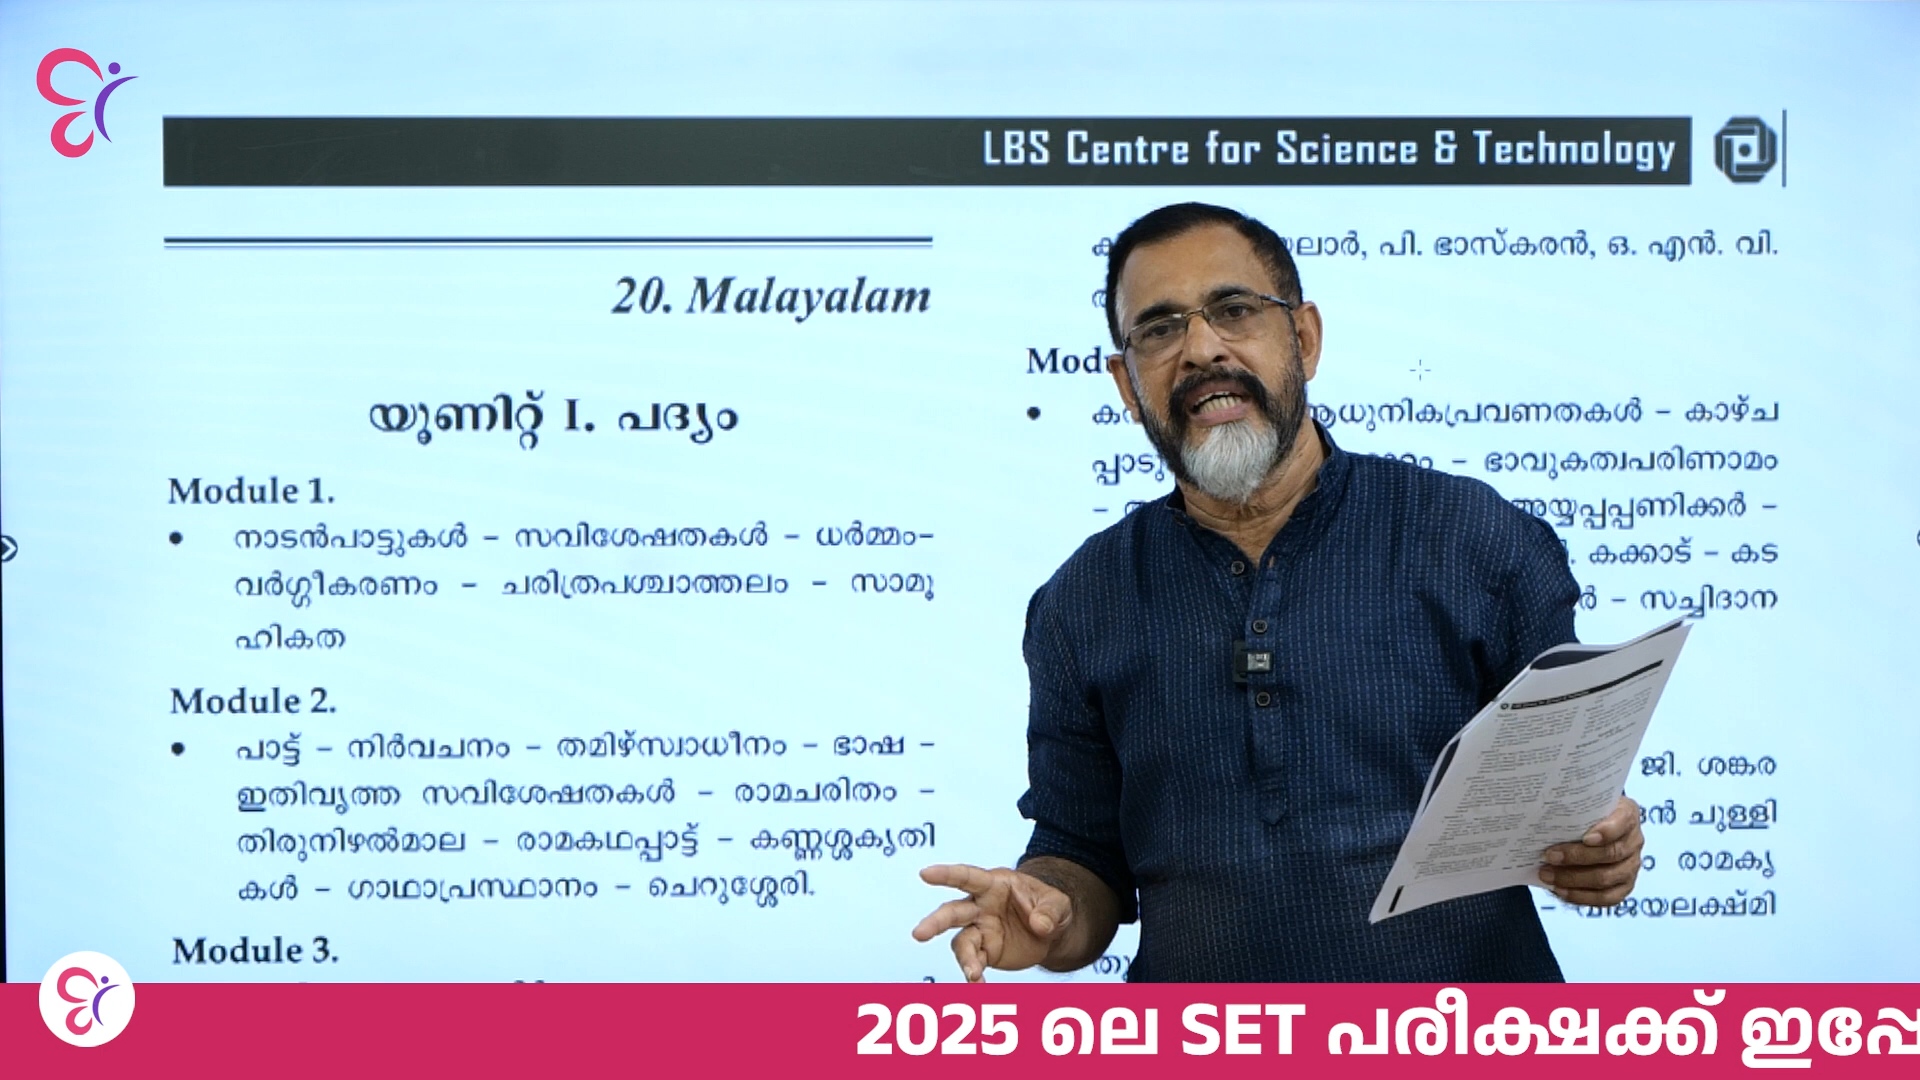 LBS Centre for Science & Technology
20. Malayalam
യൂണിറ്റ് I. പദ്യം
Module 1.
• നാടൻപാട്ടുകൾ – സവിശേഷതകൾ – ധർമ്മം–
വർഗ്ഗീകരണം – ചരിത്രപശ്ചാത്തലം – സാമൂ
ഹികത
Module 2.
• പാട്ട് – നിർവചനം – തമിഴ്സ്വാധീനം – ഭാഷ –
ഇതിവൃത്ത സവിശേഷതകൾ – രാമചരിതം –
തിരുനിഴൽമാല – രാമകഥപ്പാട്ട് – കണ്ണശ്ശകൃതി
കൾ – ഗാഥാപ്രസ്ഥാനം – ചെറുശ്ശേരി.
Module 3.
പി. ഭാസ്കരൻ, ഒ. എൻ. വി.
• ആധുനികപ്രവണതകൾ – കാഴ്ച
പ്പാടു – ഭാവുകത്വപരിണാമം
– അയ്യപ്പപ്പണിക്കർ –
കക്കാട് – കട
– സച്ചിദാന
ജി. ശങ്കര
ചുള്ളി
രാമകൃ
– വിജയലക്ഷ്മി
2025 ലെ SET പരീക്ഷക്ക്